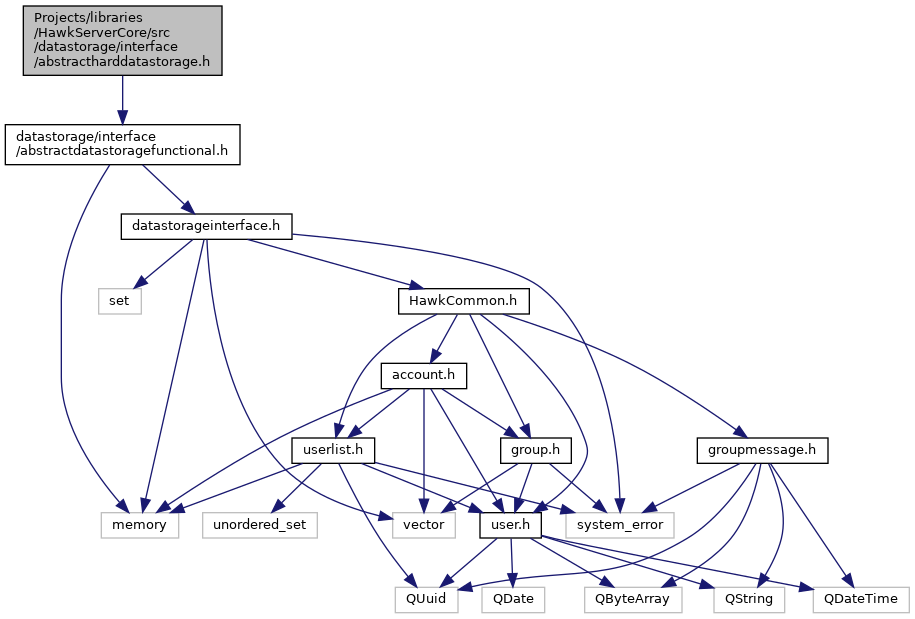 Projects/libraries
/HawkServerCore/src
/datastorage/interface
/abstractharddatastorage.h
datastorage/interface
/abstractdatastoragefunctional.h
datastorageinterface.h
set
HawkCommon.h
account.h
userlist.h
group.h
groupmessage.h
memory
unordered_set
vector
user.h
system_error
QUuid
QDate
QByteArray
QString
QDateTime